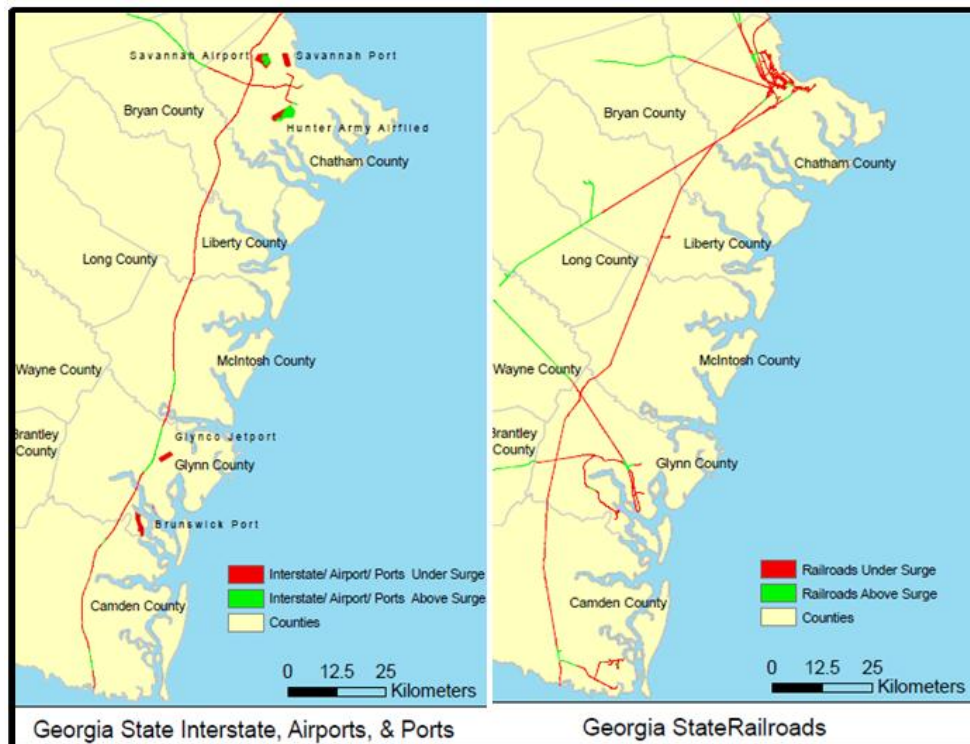 Savannah Airport
Savannah Port
Bryan County
Hunter Army Airflied
Chatham County
Liberty County
Long County
McIntosh County
Wayne County
Brantley
County
Glynco Jetport
Glynn County
Brunswick Port
Interstate/ Airport/ Ports Under Surge
Interstate/ Airport/ Ports Above Surge
Counties
Camden County
0 12.5 25
Kilometers
Georgia State Interstate, Airports, & Ports
Bryan County
Chatham County
Liberty County
Long County
McIntosh County
Wayne County
Brantley
County
Glynn County
Railroads Under Surge
Railroads Above Surge
Counties
Camden County
0 12.5 25
Kilometers
Georgia StateRailroads